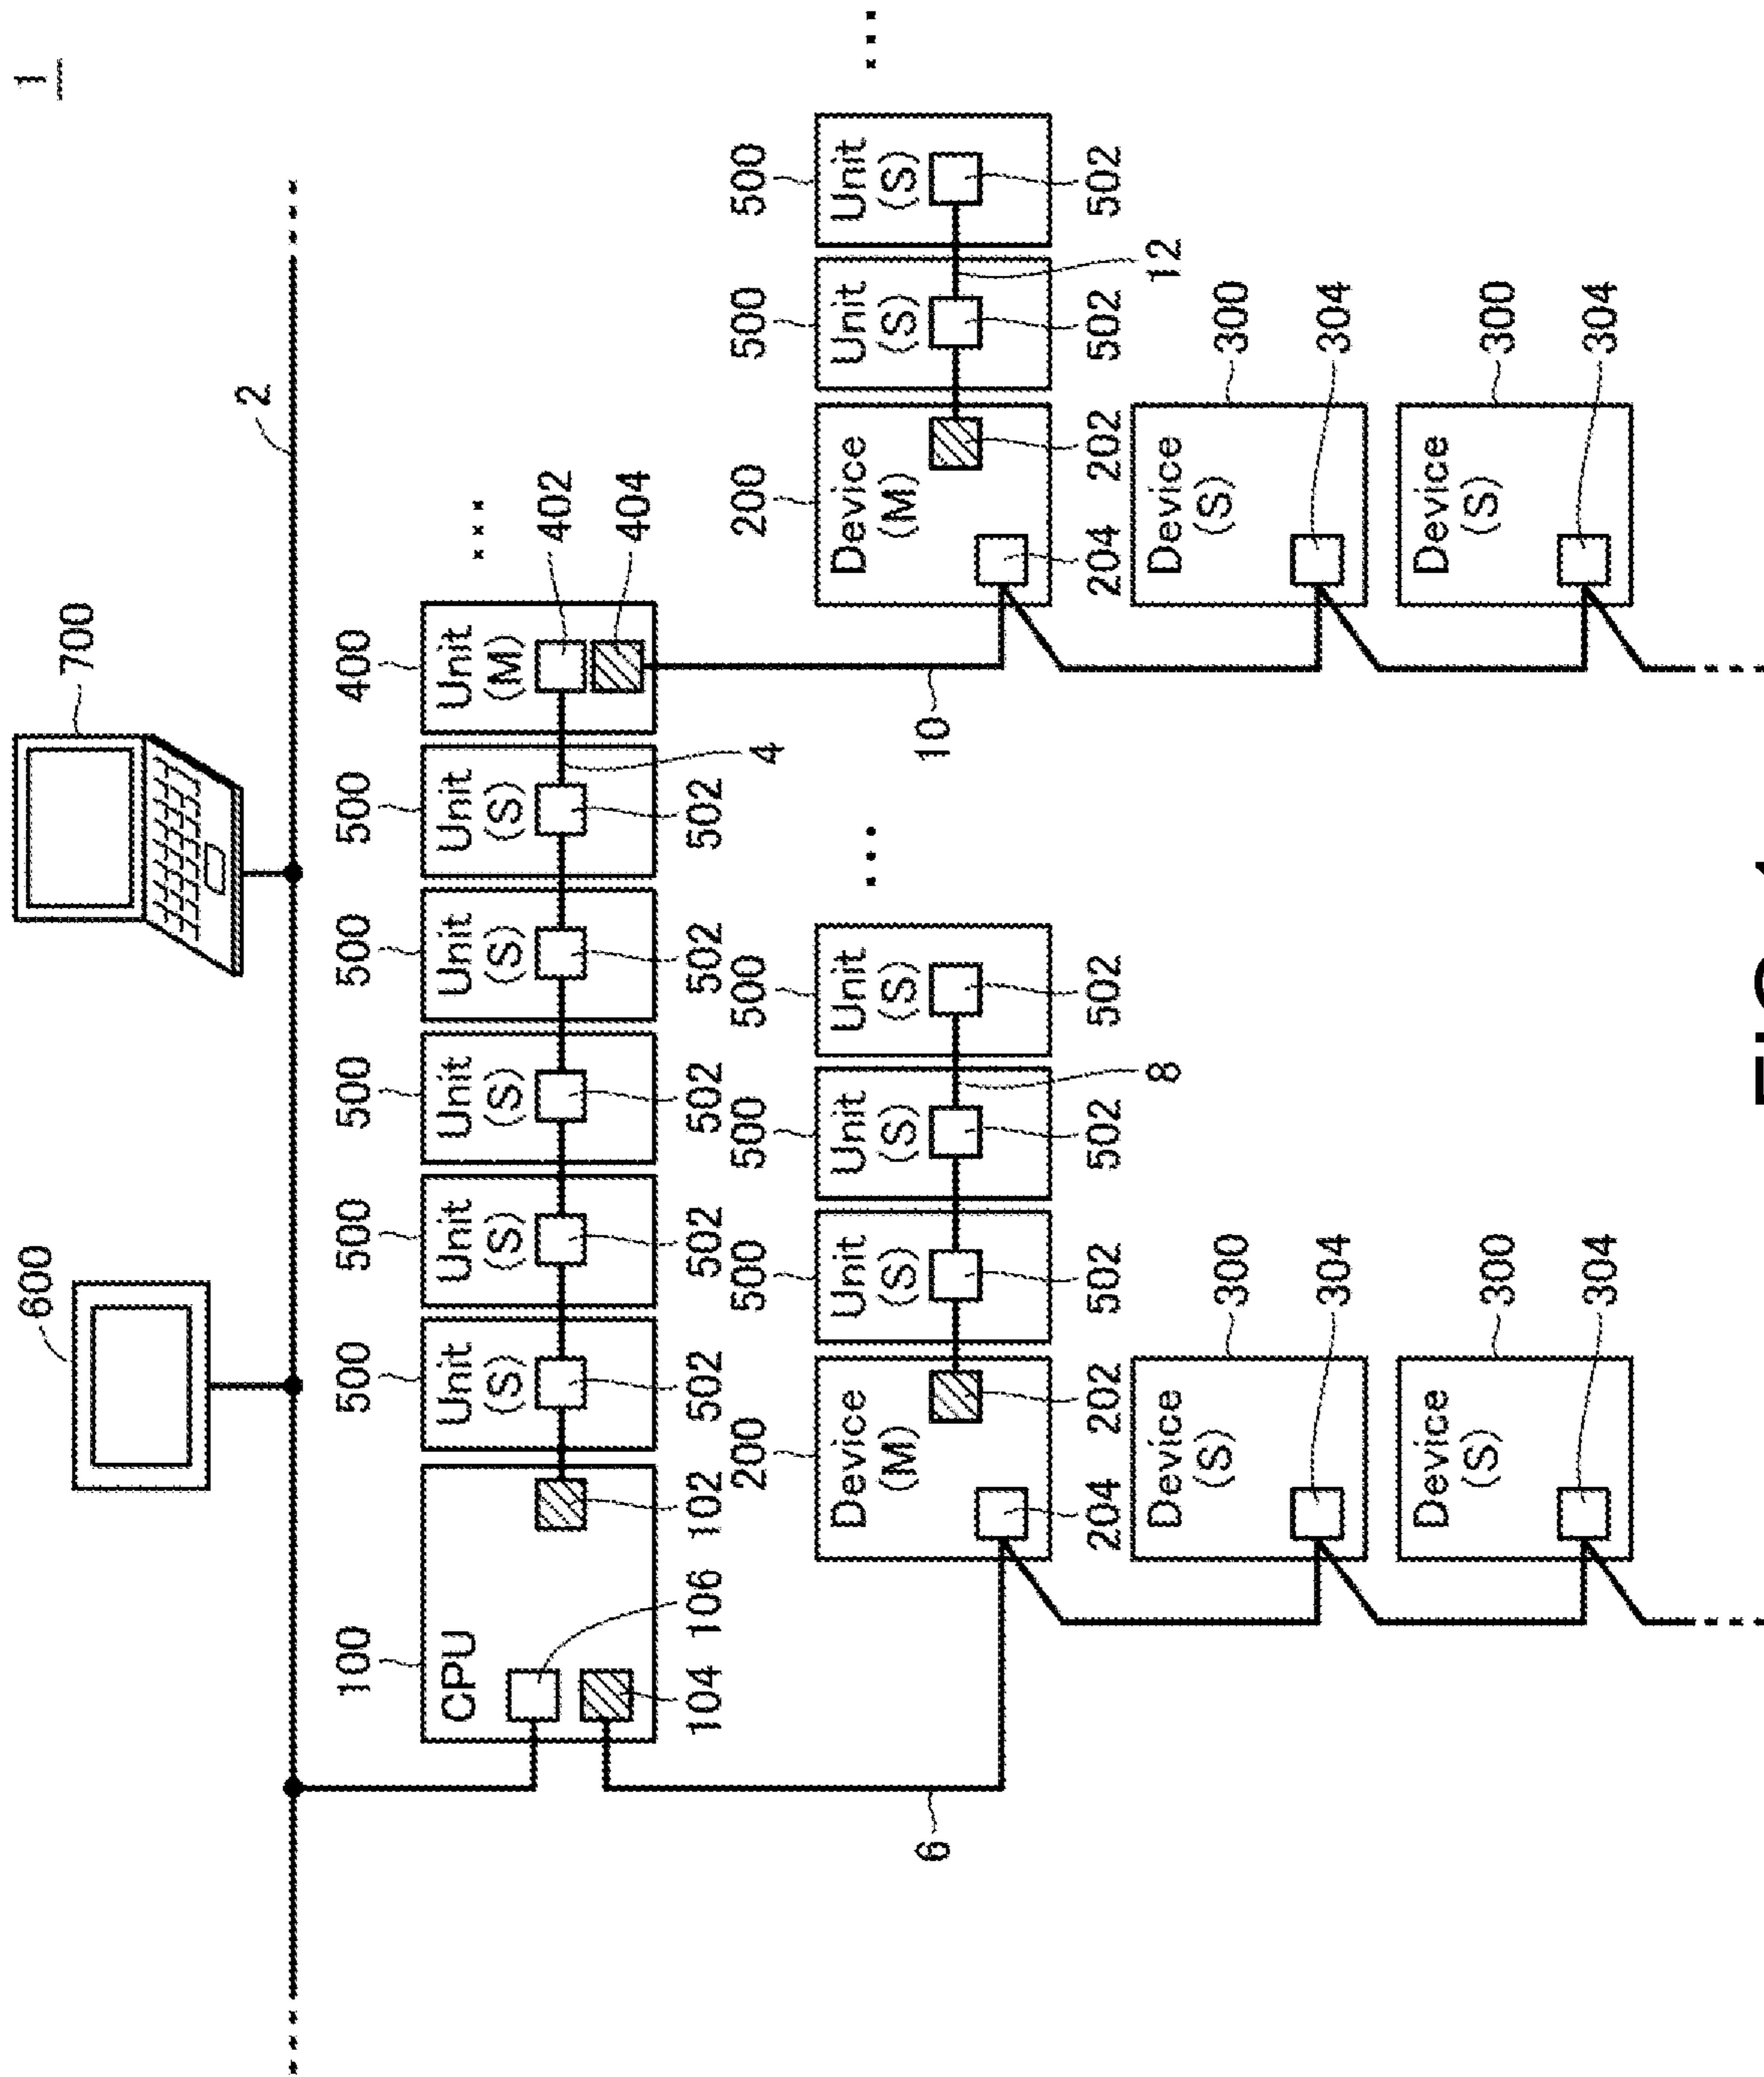 1
600
700
2
100 500 500 500 500 500 400
CPU Unit Unit Unit Unit Unit Unit
(S) (S) (S) (S) (S) (M) ...
402
404
104 106 102 502 502 502 502 502 4
200 500 500 500 200 500 500
Device Unit Unit Unit ... Device Unit Unit ...
(M) (S) (S) (S) (M) (S) (S)
6 10
204 202 502 502 502 204 202 502 502
8 12
Device 300 Device 300
(S) (S)
304 304
Device 300 Device 300
(S) (S)
304 304